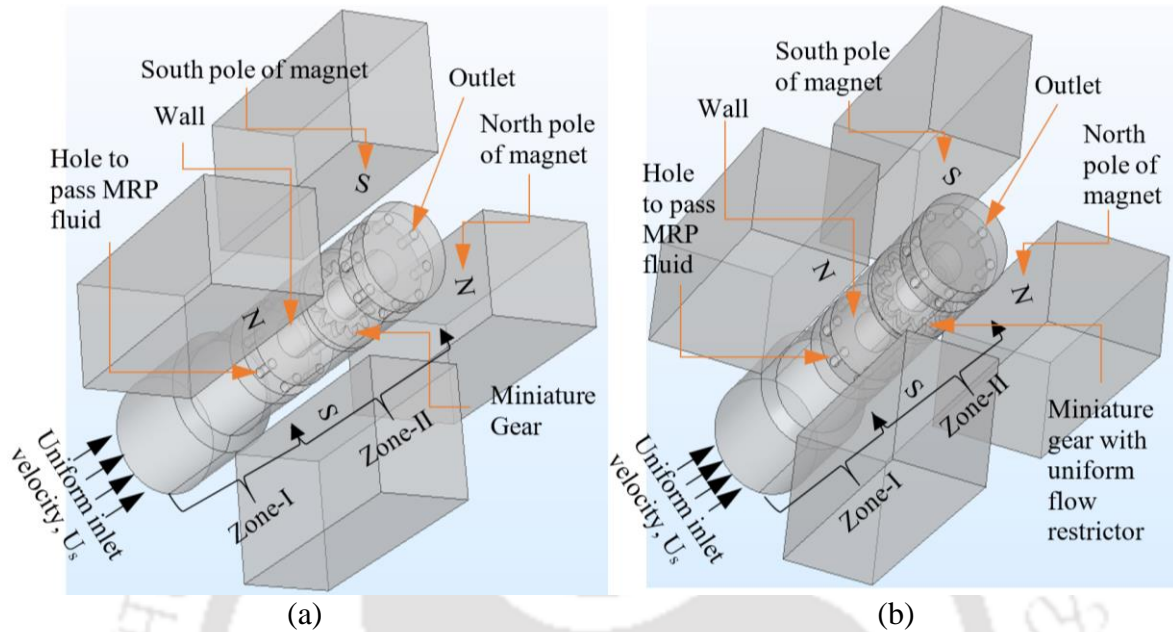 South pole of magnet
Outlet
Wall
North pole
of magnet
Hole to
pass MRP
fluid
S
N
N
S
Miniature
Gear
Zone-II
Zone-I
Uniform inlet
velocity, Uₛ
(a)
South pole
of magnet
Outlet
Wall
North
pole of
magnet
Hole
to pass
MRP
fluid
S
N
N
S
Miniature
gear with
uniform
flow
restrictor
Zone-II
Zone-I
Uniform inlet
velocity, Uₛ
(b)